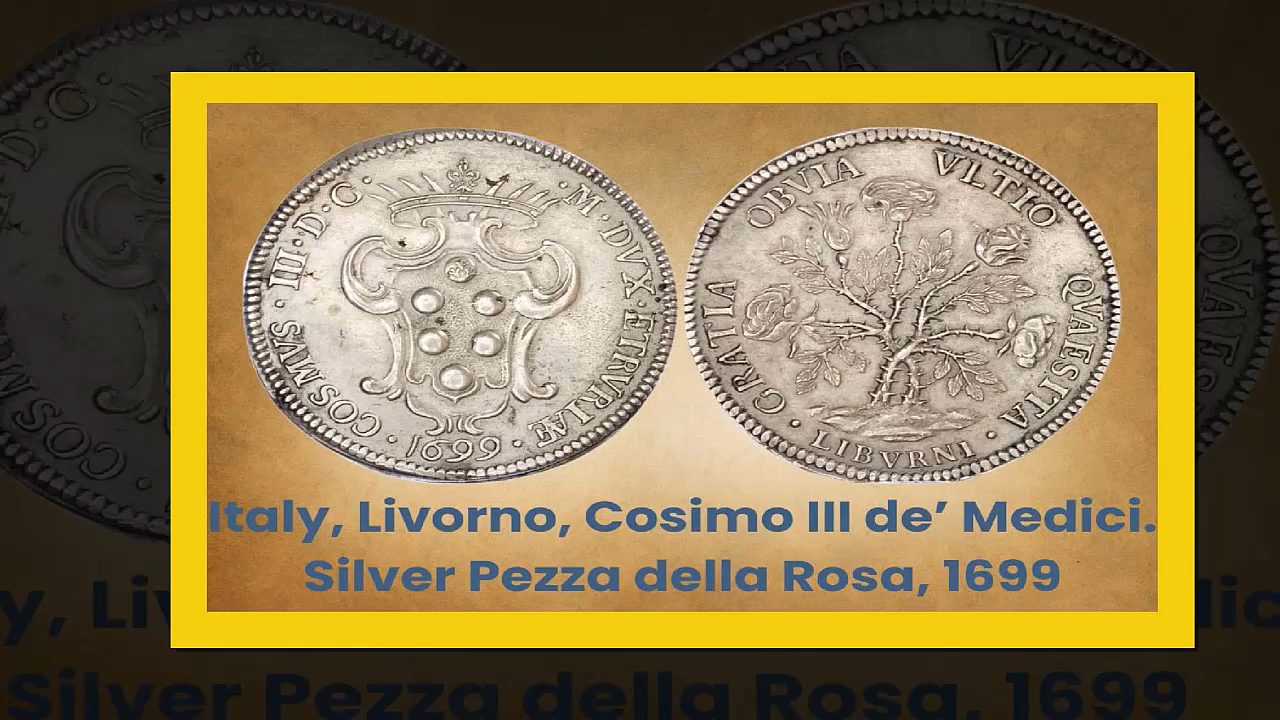 COSMVS · III · D · C · M · DVX · ETRVRIÆ
· 1699 ·
GRATIA OBVIA VLTIO QVAESITA
· LIBVRNI ·
Italy, Livorno, Cosimo III de’ Medici.
Silver Pezza della Rosa, 1699